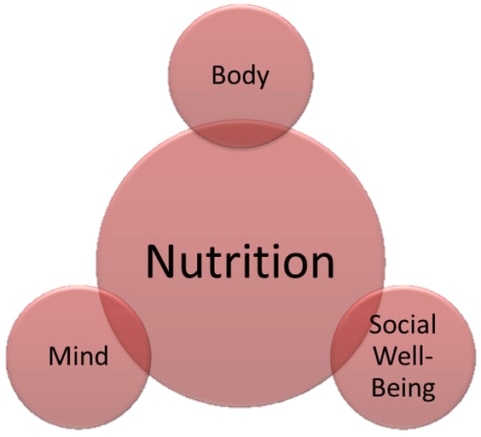 Body
Nutrition
Mind
Social
Well-
Being